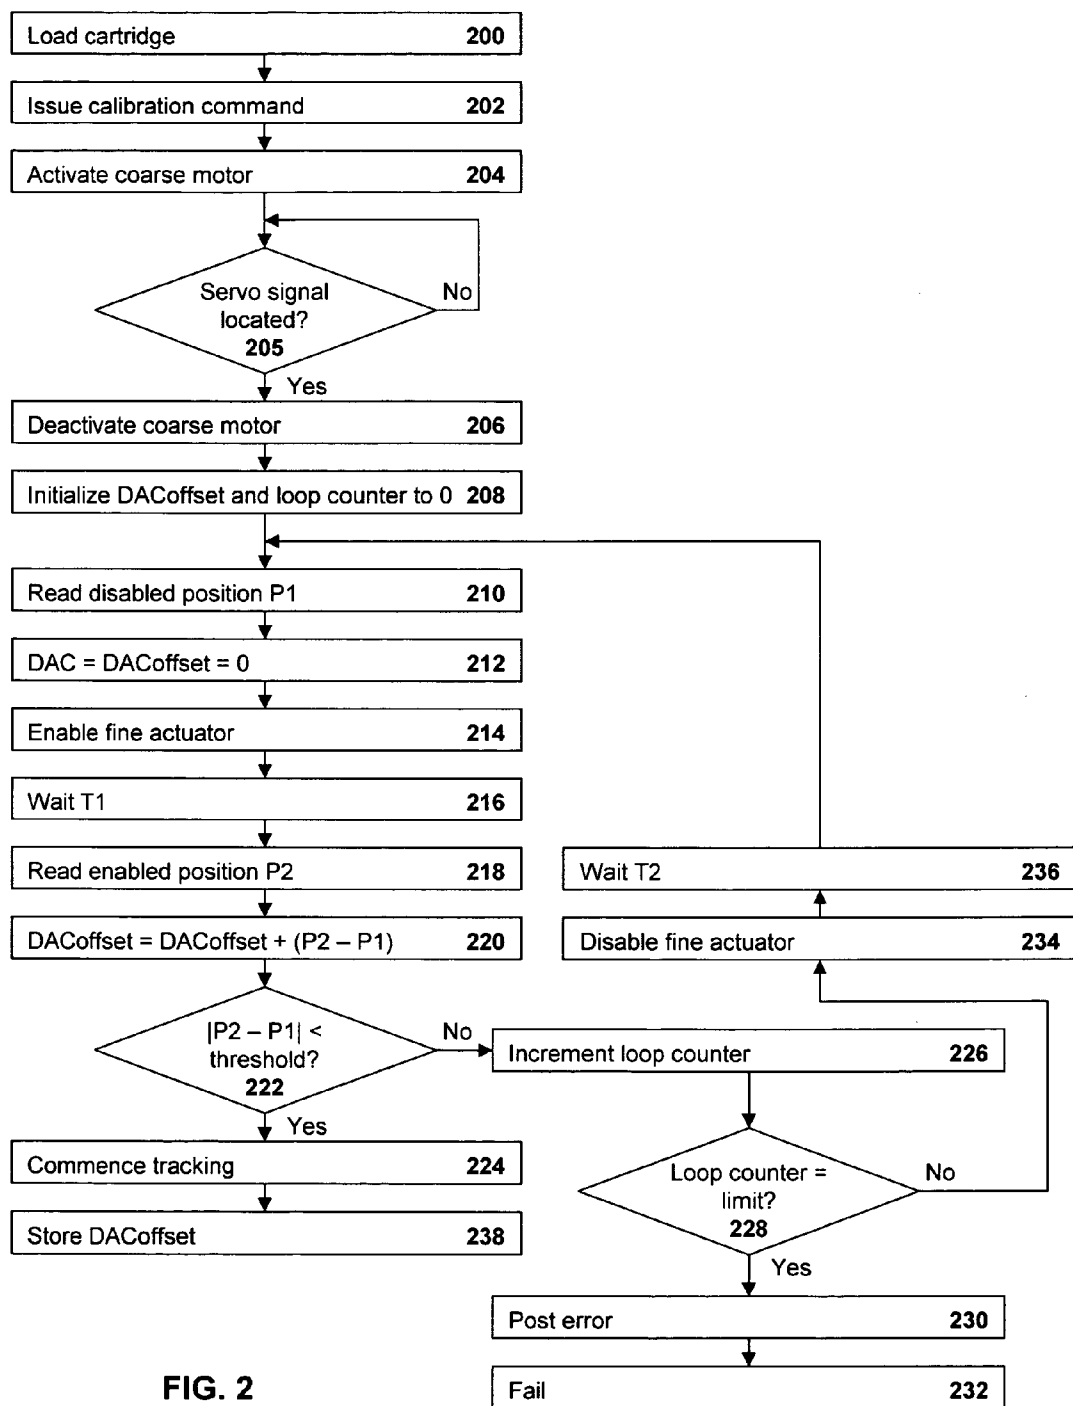 Load cartridge 200
Issue calibration command 202
Activate coarse motor 204
Servo signal
located?
205
No
Yes
Deactivate coarse motor 206
Initialize DACoffset and loop counter to 0 208
Read disabled position P1 210
DAC = DACoffset = 0 212
Enable fine actuator 214
Wait T1 216
Read enabled position P2 218
DACoffset = DACoffset + (P2 – P1) 220
|P2 – P1| <
threshold?
222
No
Yes
Commence tracking 224
Store DACoffset 238
Wait T2 236
Disable fine actuator 234
Increment loop counter 226
Loop counter =
limit?
228
No
Yes
Post error 230
Fail 232
FIG. 2